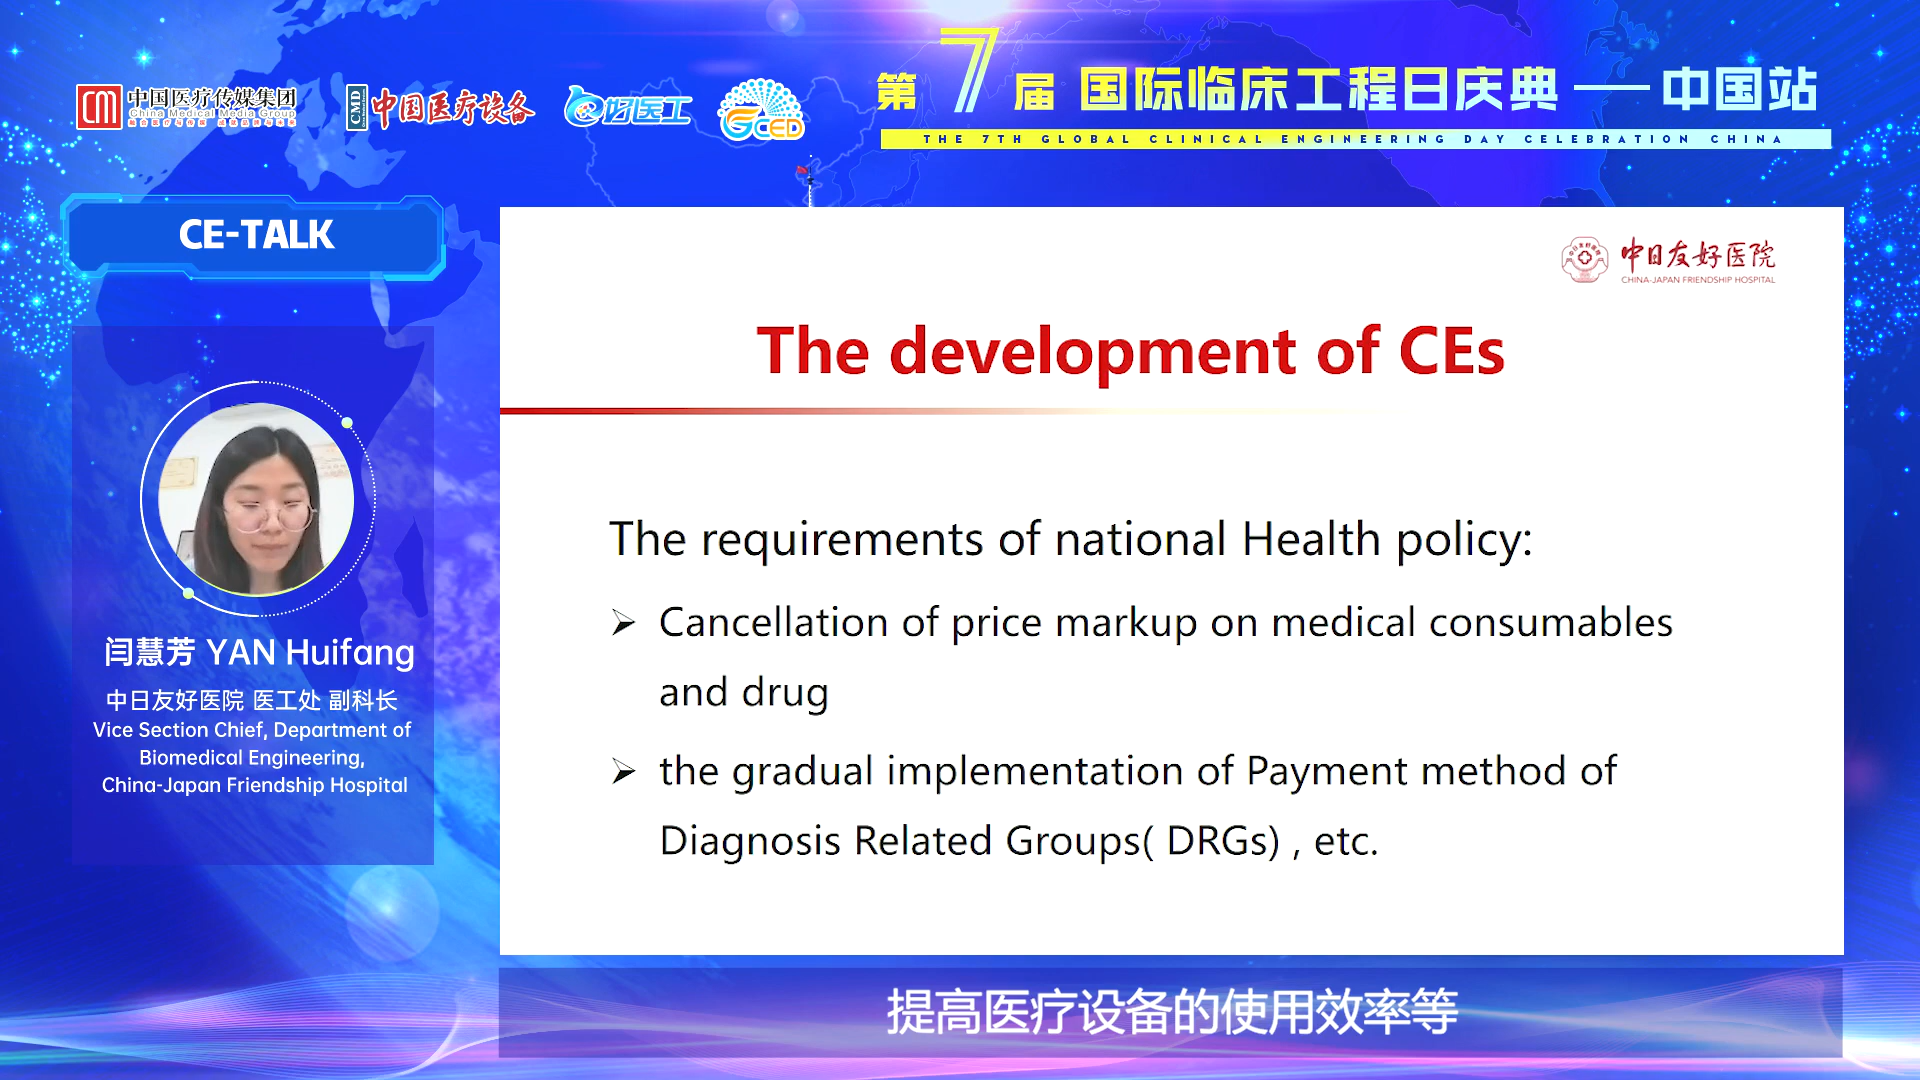 中国医疗传媒集团
China Medical Media Group
CMD
中国医疗设备
好医工
GCED
第7届 国际临床工程日庆典——中国站
THE 7TH GLOBAL CLINICAL ENGINEERING DAY CELEBRATION CHINA
CE-TALK
中日友好医院
CHINA-JAPAN FRIENDSHIP HOSPITAL
The development of CEs
The requirements of national Health policy:
Cancellation of price markup on medical consumables
and drug
the gradual implementation of Payment method of
Diagnosis Related Groups( DRGs) , etc.
闫慧芳 YAN Huifang
中日友好医院 医工处 副科长
Vice Section Chief, Department of
Biomedical Engineering,
China-Japan Friendship Hospital
提高医疗设备的使用效率等